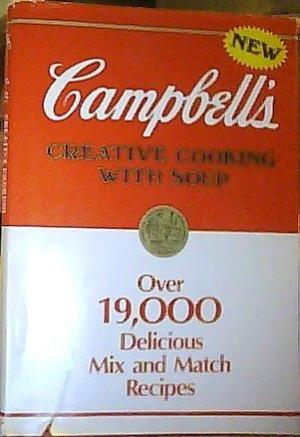 NEW
Campbell's
CREATIVE COOKING
WITH SOUP
Over
19,000
Delicious
Mix and Match
Recipes